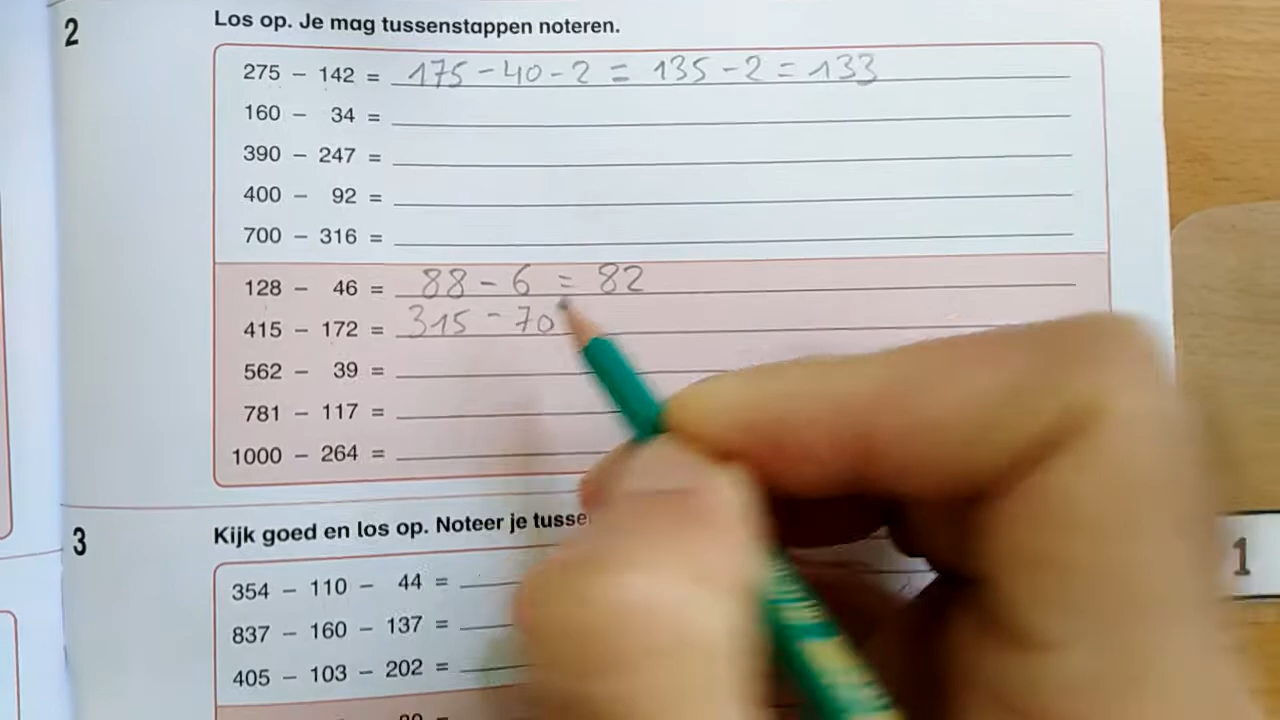 2 Los op. Je mag tussenstappen noteren.
275 – 142 = 175 - 40 - 2 = 135 - 2 = 133
160 – 34 =
390 – 247 =
400 – 92 =
700 – 316 =
128 – 46 = 88 - 6 = 82
415 – 172 = 315 - 70
562 – 39 =
781 – 117 =
1000 – 264 =
3 Kijk goed en los op. Noteer je
354 – 110 – 44 =
837 – 160 – 137 =
405 – 103 – 202 =
1